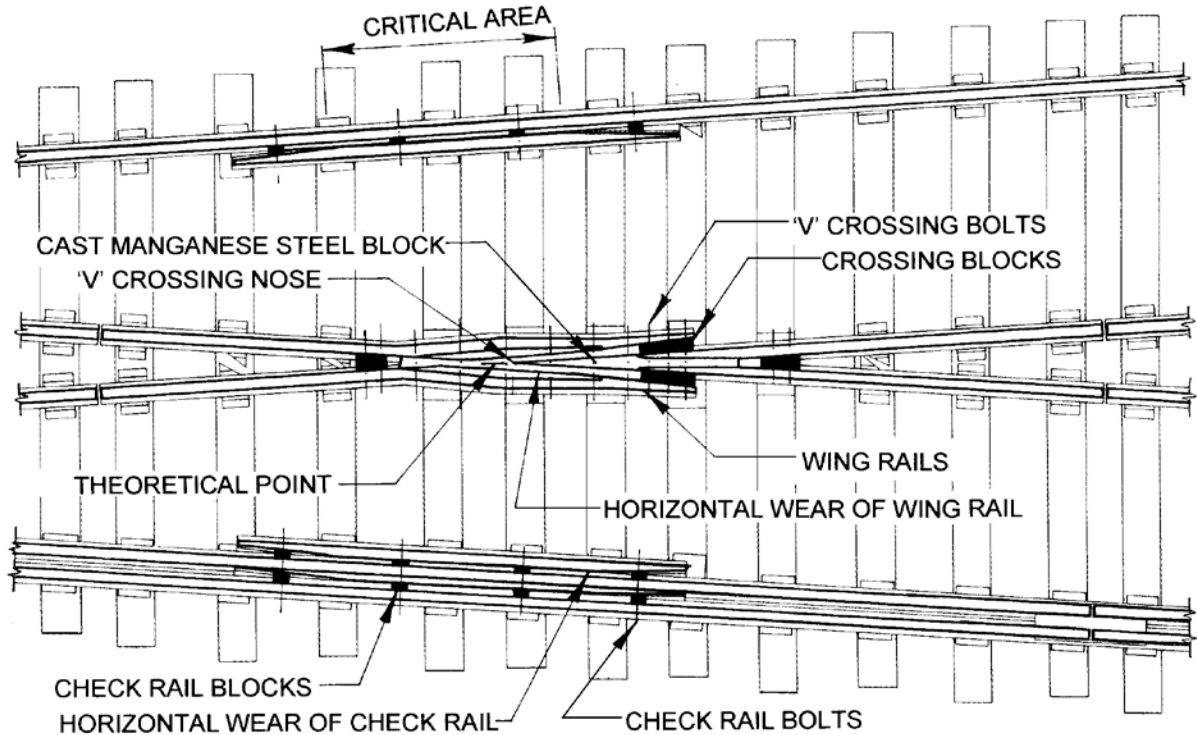 CRITICAL AREA
'V' CROSSING BOLTS
CAST MANGANESE STEEL BLOCK
CROSSING BLOCKS
'V' CROSSING NOSE
WING RAILS
THEORETICAL POINT
HORIZONTAL WEAR OF WING RAIL
CHECK RAIL BLOCKS
HORIZONTAL WEAR OF CHECK RAIL
CHECK RAIL BOLTS